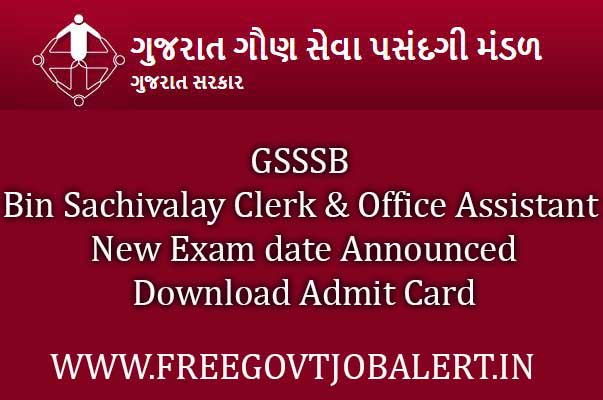 ગુજરાત ગૌણ સેવા પસંદગી મંડળ
ગુજરાત સરકાર
GSSSB
Bin Sachivalay Clerk & Office Assistant
New Exam date Announced
Download Admit Card
WWW.FREEGOVTJOBALERT.IN